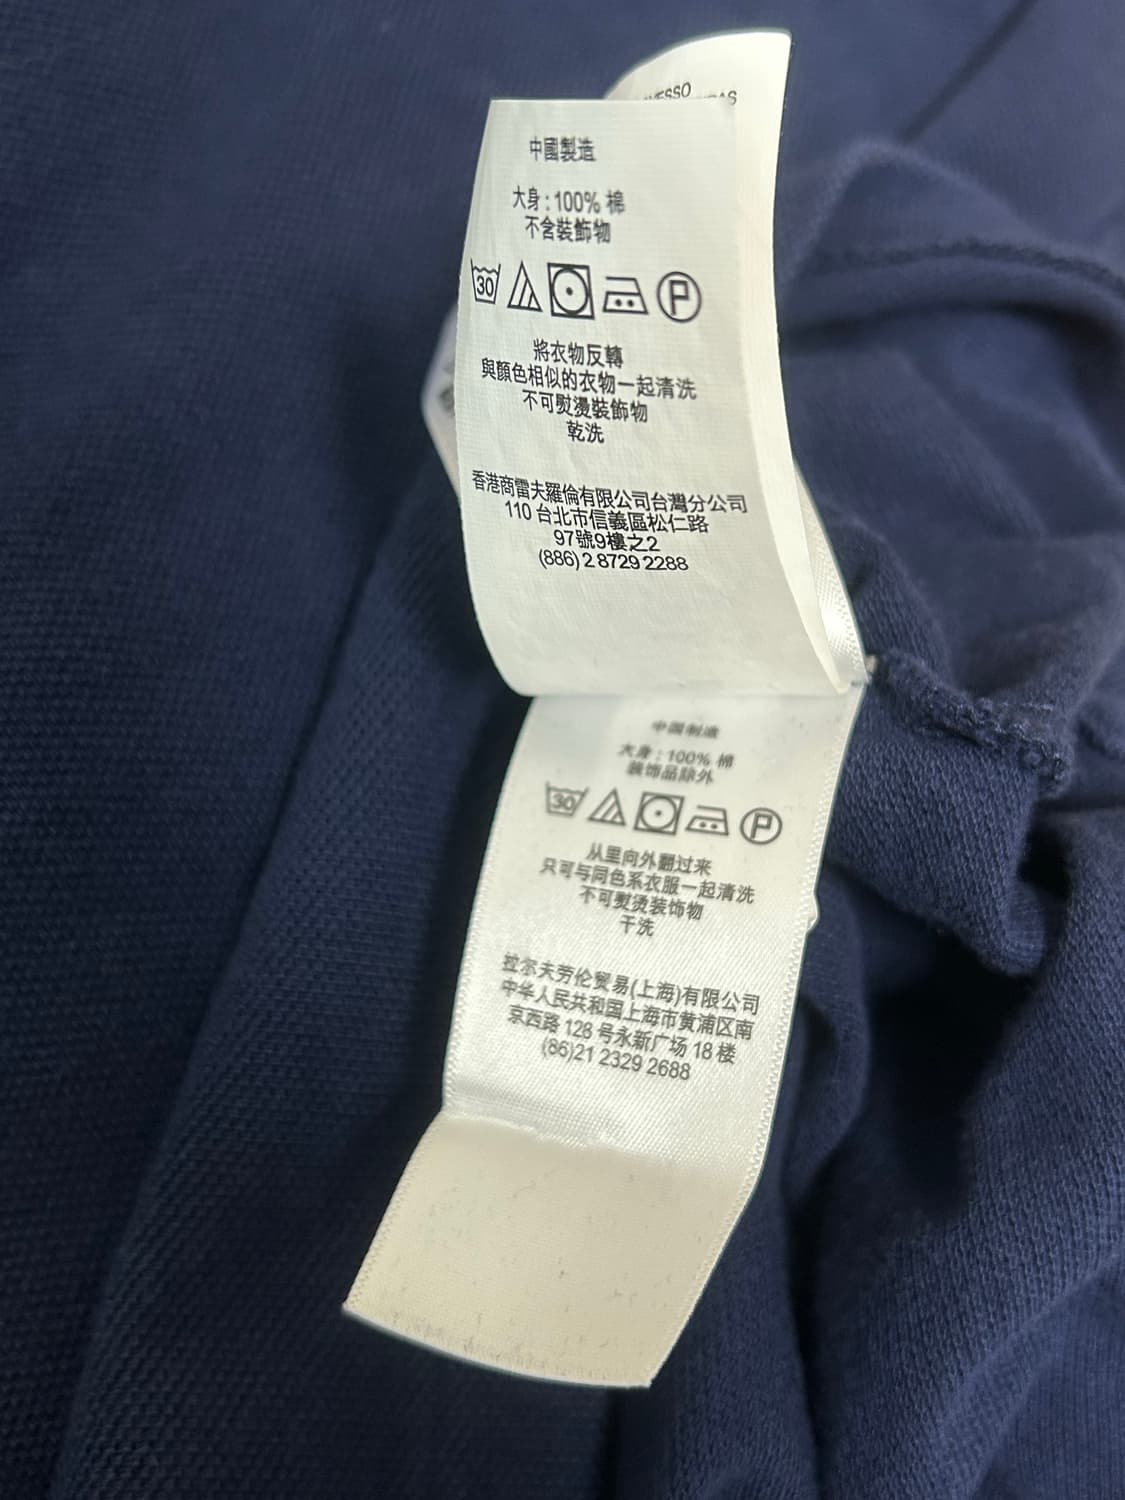 中國製造
大身 : 100% 棉
不含裝飾物
30 P
將衣物反轉
與顏色相似的衣物一起清洗
不可熨燙裝飾物
乾洗
香港商雷夫羅倫有限公司台灣分公司
110 台北市信義區松仁路
97號9樓之2
(886) 2 8729 2288
中国制造
大身 : 100% 棉
装饰品除外
30 P
从里向外翻过来
只可与同色系衣服一起清洗
不可熨烫装饰物
干洗
拉尔夫劳伦贸易(上海)有限公司
中华人民共和国上海市黄浦区南
京西路 128 号永新广场 18 楼
(86)21 2329 2688